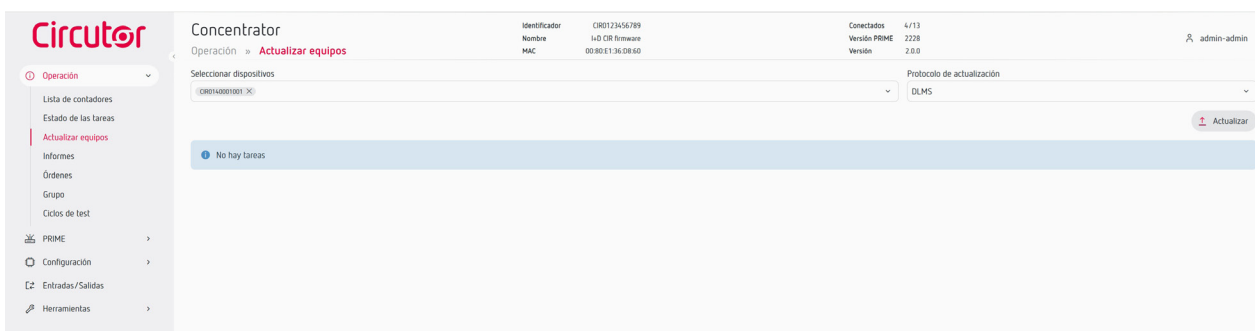 Circutor
Concentrator
Operación » Actualizar equipos
Identificador CIR0123456789
Nombre I+D CIR firmware
MAC 00:80:E1:36:D8:60
Conectados 4/13
Versión PRIME 2228
Versión 2.0.0
admin-admin
Operación
Lista de contadores
Estado de las tareas
Actualizar equipos
Informes
Órdenes
Grupo
Ciclos de test
PRIME
Configuración
Entradas/Salidas
Herramientas
Seleccionar dispositivos
CIR0140001001
Protocolo de actualización
DLMS
Actualizar
No hay tareas